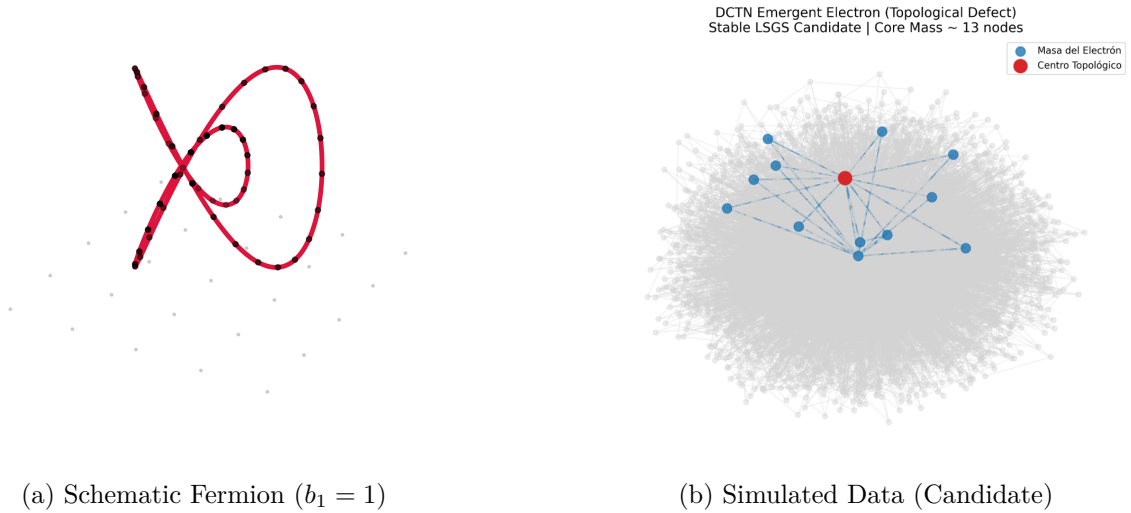 DCTN Emergent Electron (Topological Defect)
Stable LSGS Candidate | Core Mass ~ 13 nodes
Masa del Electrón
Centro Topológico
(a) Schematic Fermion (b₁ = 1)
(b) Simulated Data (Candidate)